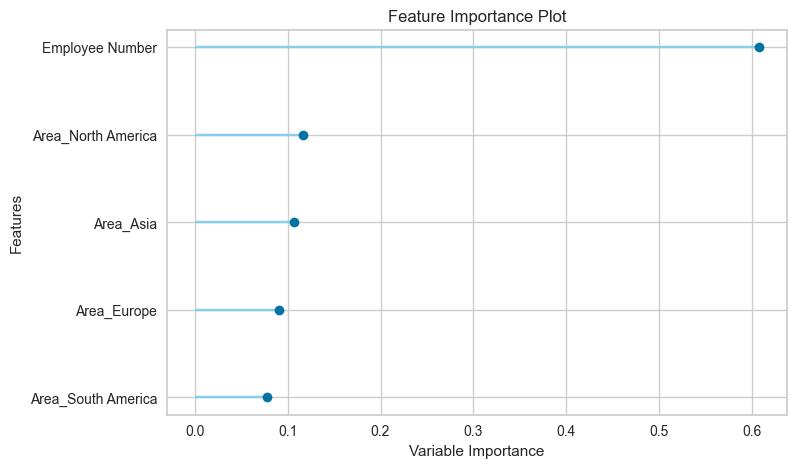 Feature Importance Plot
Features
Employee Number
Area_North America
Area_Asia
Area_Europe
Area_South America
0.0 0.1 0.2 0.3 0.4 0.5 0.6
Variable Importance